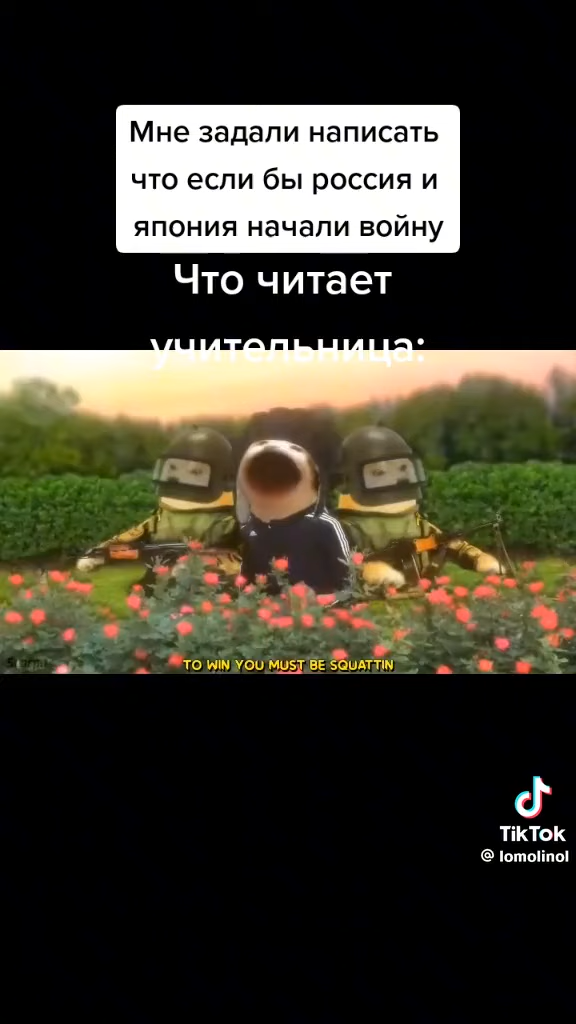 Мне задали написать
что если бы россия и
япония начали войну
Что читает
учительница:
TO WIN YOU MUST BE SQUATTIN
TikTok
@ lomolinol